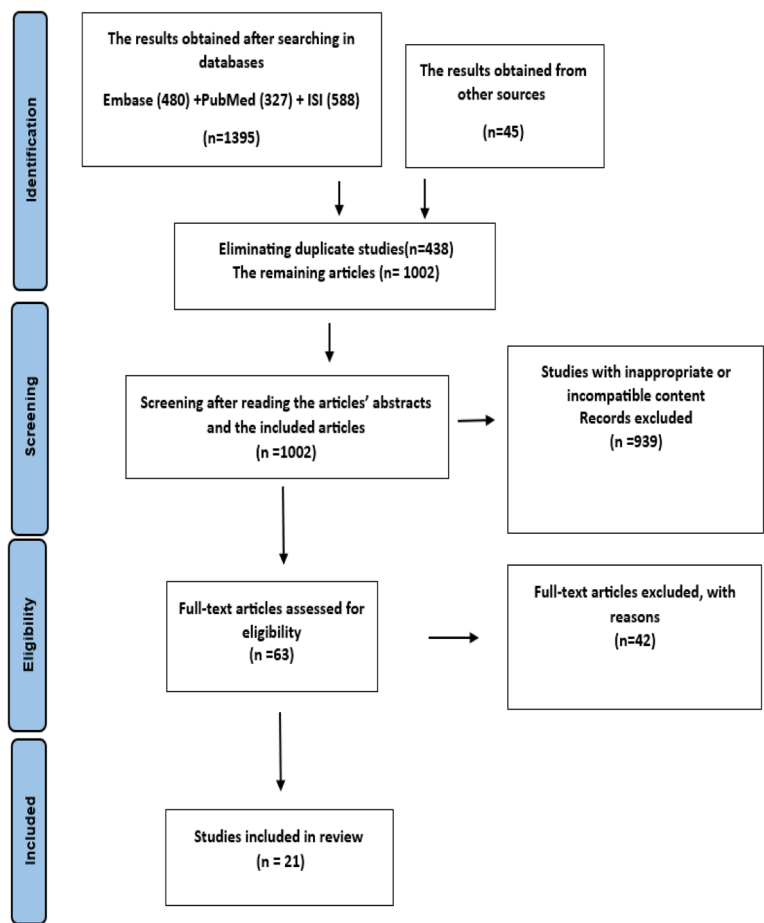 Identification
The results obtained after searching in
databases
Embase (480) +PubMed (327) + ISI (588)
(n=1395)
The results obtained from
other sources
(n=45)
Eliminating duplicate studies(n=438)
The remaining articles (n= 1002)
Screening
Screening after reading the articles' abstracts
and the included articles
(n =1002)
Studies with inappropriate or
incompatible content
Records excluded
(n =939)
Eligibility
Full-text articles assessed for
eligibility
(n =63)
Full-text articles excluded, with
reasons
(n=42)
Included
Studies included in review
(n = 21)